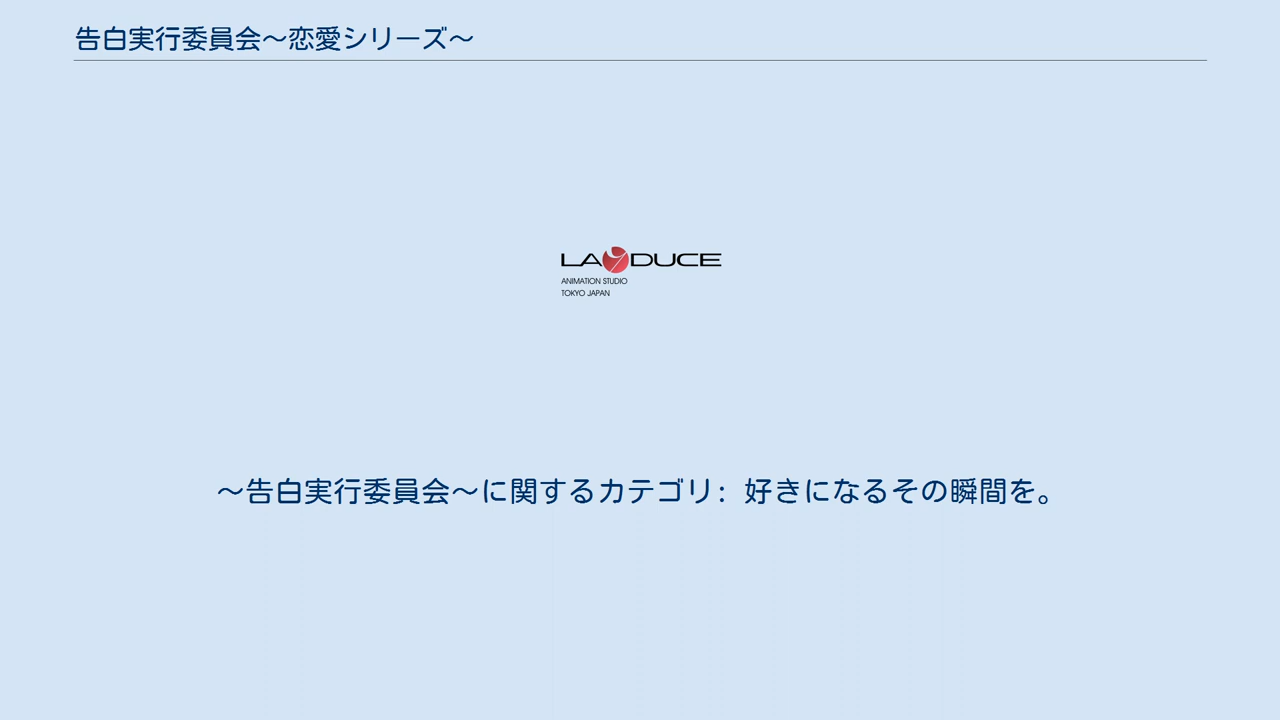 告白実行委員会〜恋愛シリーズ〜
LADUCE
ANIMATION STUDIO
TOKYO JAPAN
〜告白実行委員会〜に関するカテゴリ: 好きになるその瞬間を。